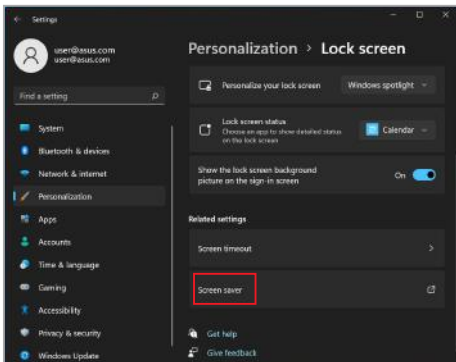 Settings
user@asus.com
user@asus.com
Find a setting
System
Bluetooth & devices
Network & internet
Personalization
Apps
Accounts
Time & language
Gaming
Accessibility
Privacy & security
Windows Update
Personalization > Lock screen
Personalize your lock screen
Windows spotlight
Lock screen status
Choose an app to show detailed status
on the lock screen
Calendar
Show the lock screen background
picture on the sign-in screen
On
Related settings
Screen timeout
Screen saver
Get help
Give feedback